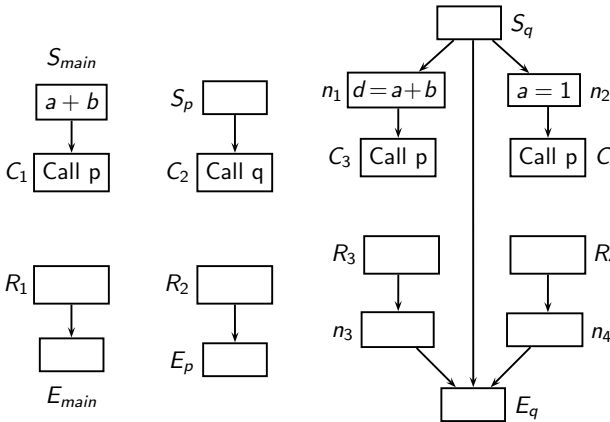 S_q
S_main
a + b
S_p
n_1
d = a+b
a = 1
n_2
C_1
Call p
C_2
Call q
C_3
Call p
Call p
C
R_1
R_2
R_3
n_3
n_4
E_main
E_p
E_q